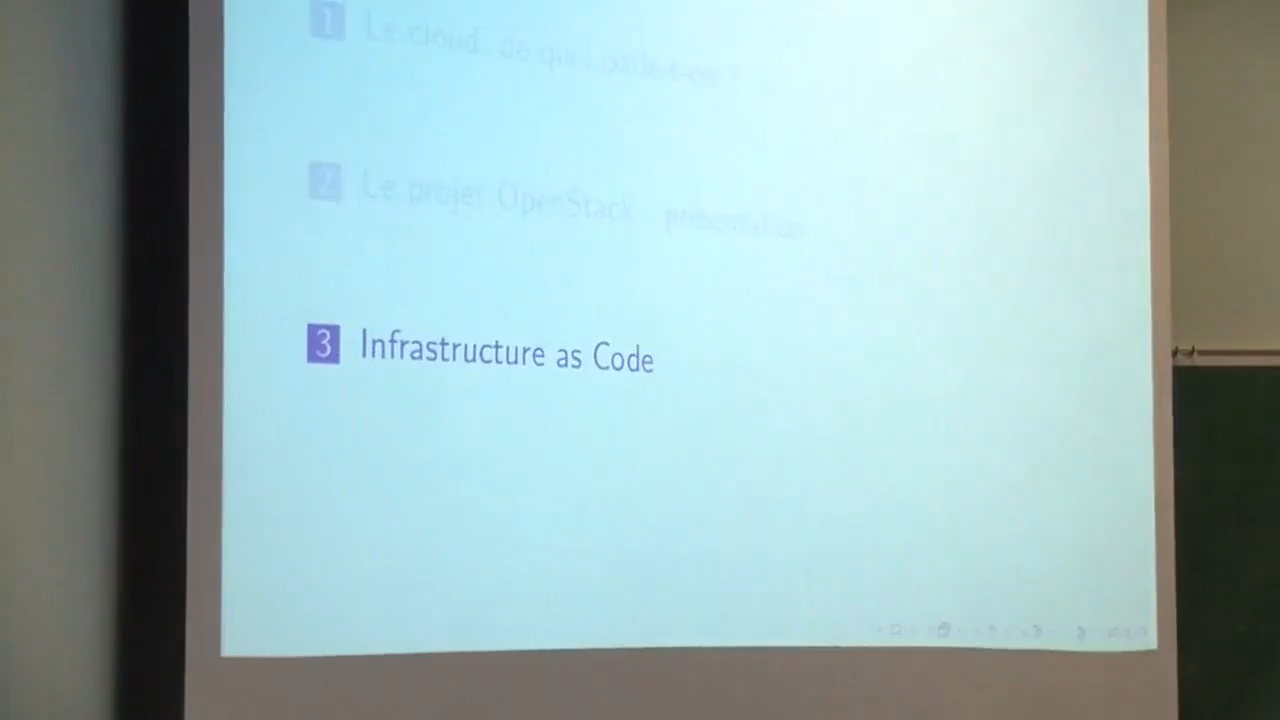 1 Le cloud, de quoi parle-t-on ?
2 Le projet OpenStack : présentation
3 Infrastructure as Code